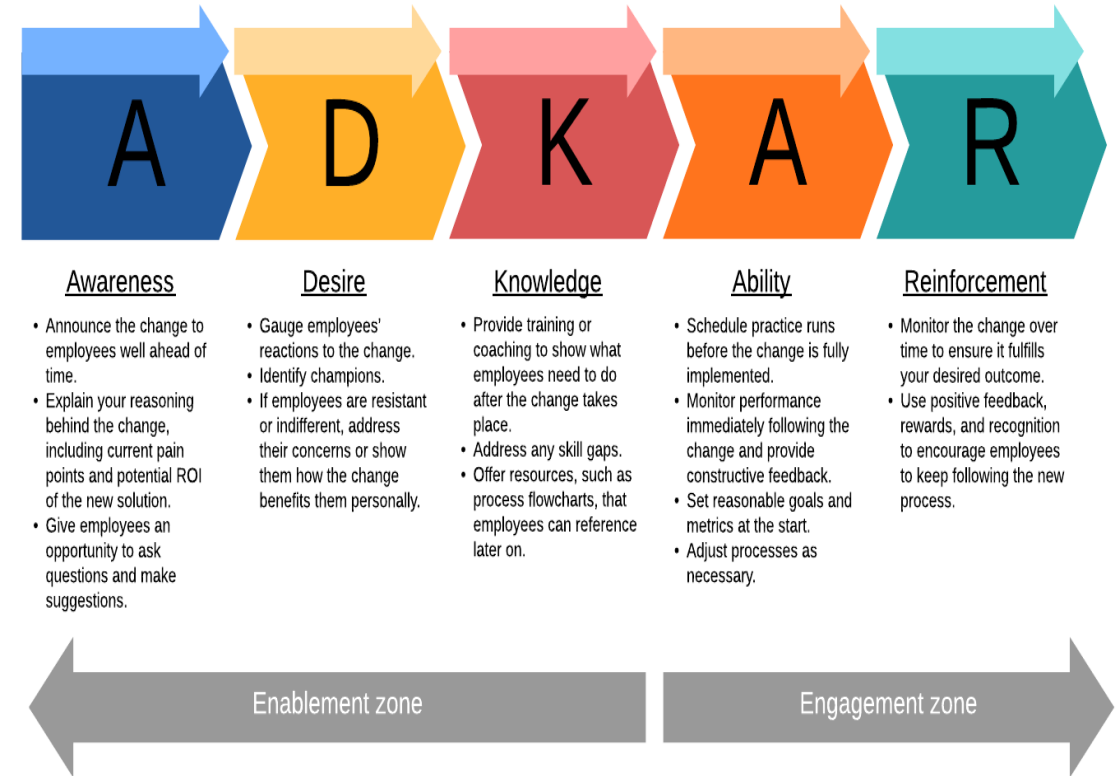 A
D
K
A
R
Awareness
• Announce the change to
employees well ahead of
time.
• Explain your reasoning
behind the change,
including current pain
points and potential ROI
of the new solution.
• Give employees an
opportunity to ask
questions and make
suggestions.
Desire
• Gauge employees'
reactions to the change.
• Identify champions.
• If employees are resistant
or indifferent, address
their concerns or show
them how the change
benefits them personally.
Knowledge
• Provide training or
coaching to show what
employees need to do
after the change takes
place.
• Address any skill gaps.
• Offer resources, such as
process flowcharts, that
employees can reference
later on.
Ability
• Schedule practice runs
before the change is fully
implemented.
• Monitor performance
immediately following the
change and provide
constructive feedback.
• Set reasonable goals and
metrics at the start.
• Adjust processes as
necessary.
Reinforcement
• Monitor the change over
time to ensure it fulfills
your desired outcome.
• Use positive feedback,
rewards, and recognition
to encourage employees
to keep following the new
process.
Enablement zone
Engagement zone